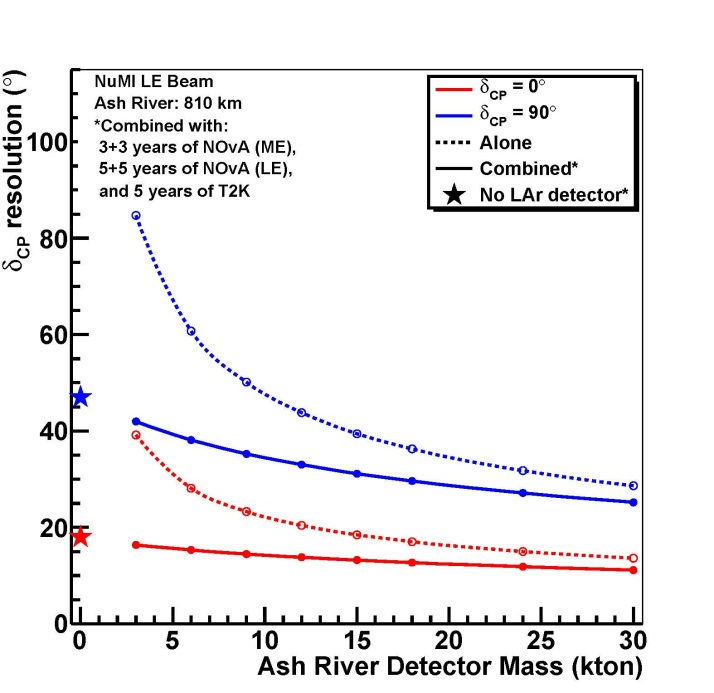 NuMI LE Beam
Ash River: 810 km
*Combined with:
3+3 years of NOvA (ME),
5+5 years of NOvA (LE),
and 5 years of T2K
δCP = 0°
δCP = 90°
Alone
Combined*
No LAr detector*
δCP resolution (°)
100
80
60
40
20
0
0 5 10 15 20 25 30
Ash River Detector Mass (kton)